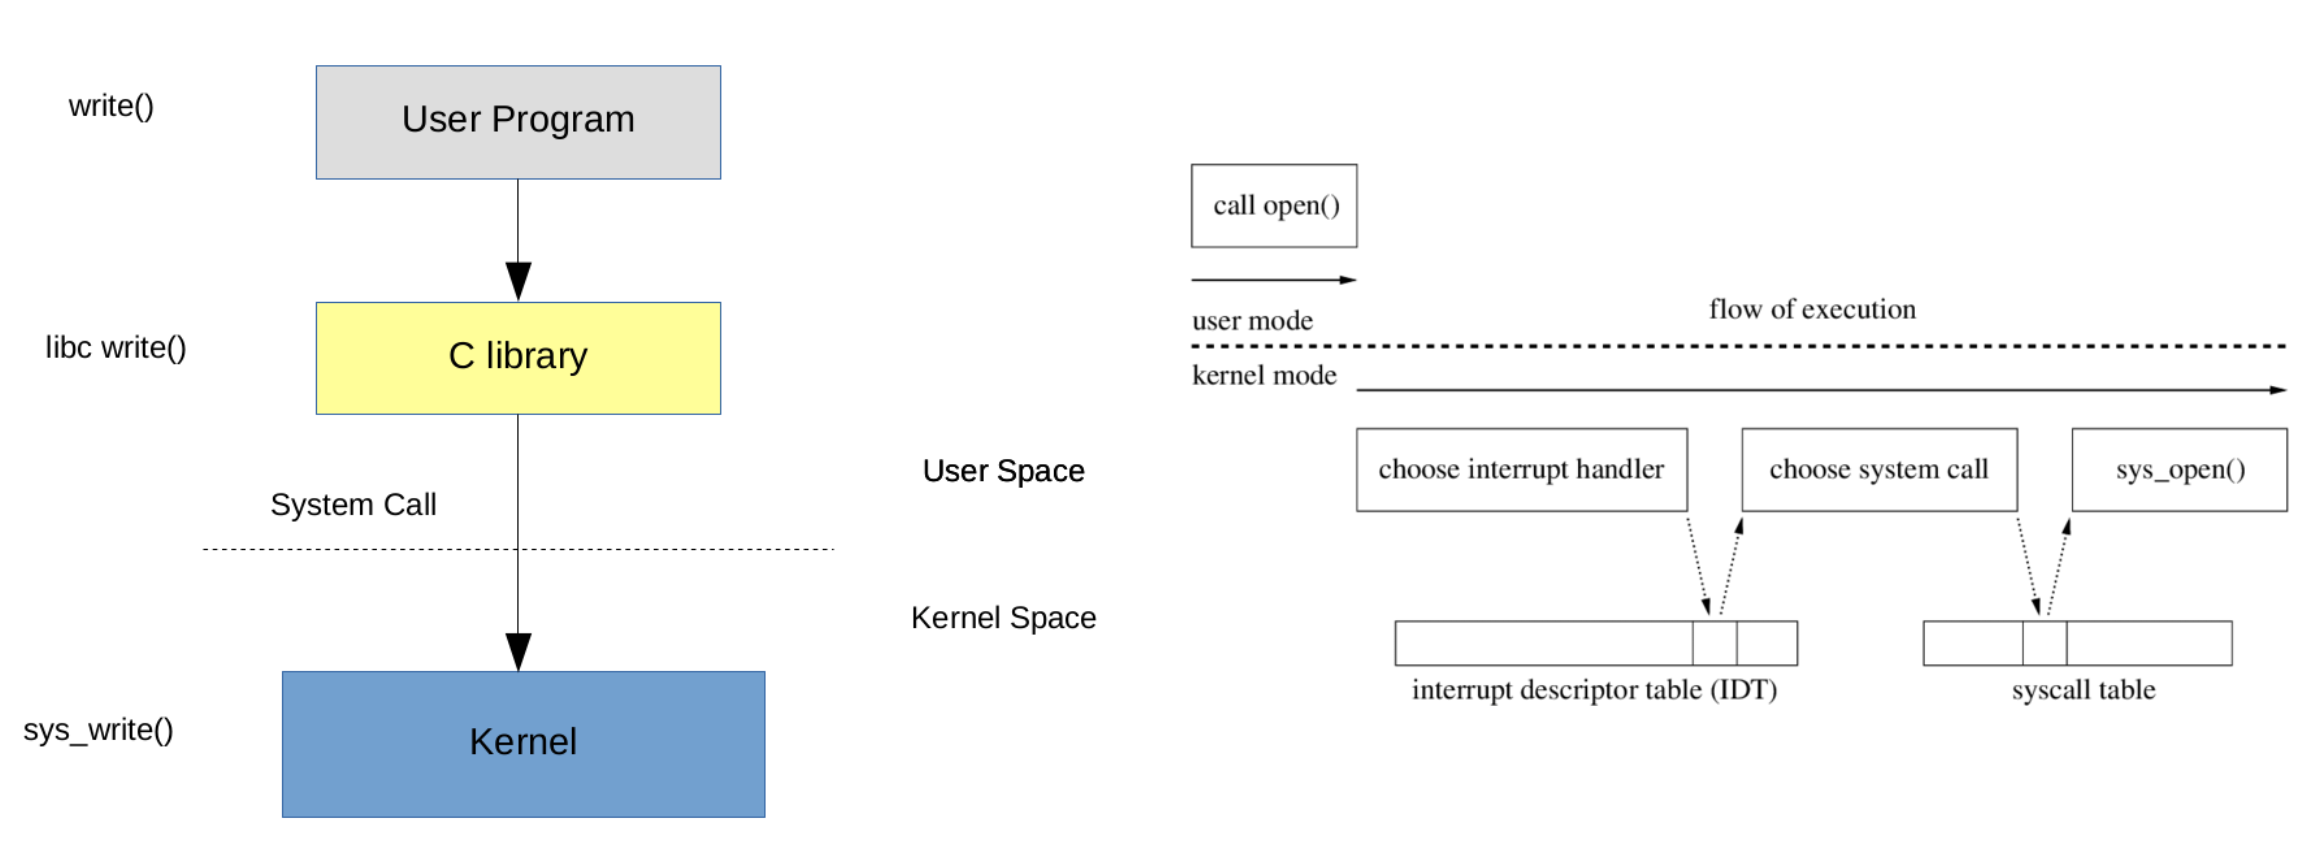 write()
User Program
libc write()
C library
System Call
User Space
Kernel Space
sys_write()
Kernel
call open()
user mode
flow of execution
kernel mode
choose interrupt handler
choose system call
sys_open()
interrupt descriptor table (IDT)
syscall table